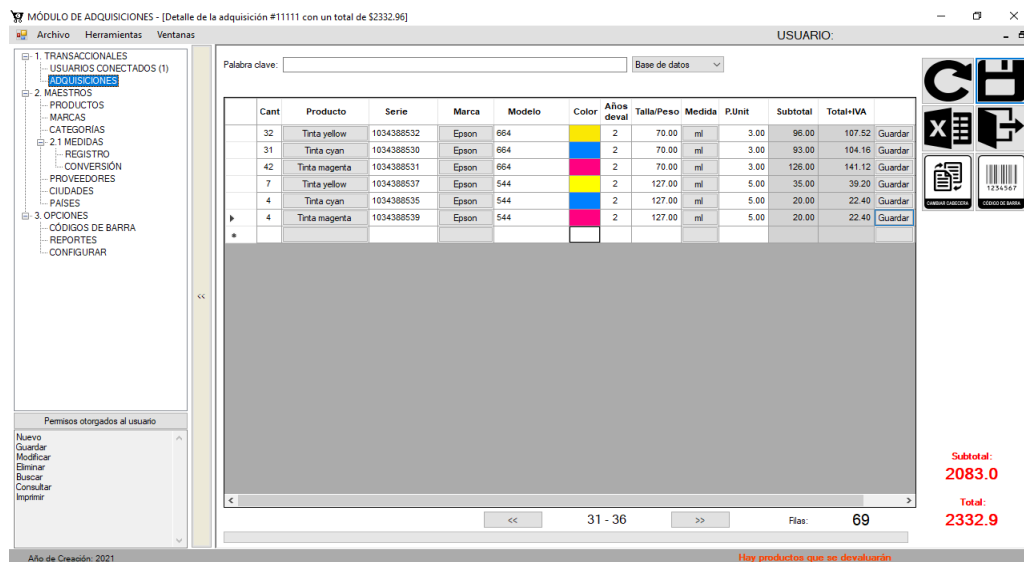 MÓDULO DE ADQUISICIONES - [Detalle de la adquisición #11111 con un total de $2332.96]
Archivo Herramientas Ventanas USUARIO:
1. TRANSACCIONALES
USUARIOS CONECTADOS (1)
ADQUISICIONES
2. MAESTROS
PRODUCTOS
MARCAS
CATEGORÍAS
2.1 MEDIDAS
REGISTRO
CONVERSIÓN
PROVEEDORES
CIUDADES
PAÍSES
3. OPCIONES
CÓDIGOS DE BARRA
REPORTES
CONFIGURAR
Permisos otorgados al usuario
Nuevo
Guardar
Modificar
Eliminar
Buscar
Consultar
Imprimir
<<
Palabra clave: Base de datos
Cant Producto Serie Marca Modelo Color Años deval Talla/Peso Medida P.Unit Subtotal Total+IVA
32 Tinta yellow 1034388532 Epson 664 2 70.00 ml 3.00 96.00 107.52 Guardar
31 Tinta cyan 1034388530 Epson 664 2 70.00 ml 3.00 93.00 104.16 Guardar
42 Tinta magenta 1034388531 Epson 664 2 70.00 ml 3.00 126.00 141.12 Guardar
7 Tinta yellow 1034388537 Epson 544 2 127.00 ml 5.00 35.00 39.20 Guardar
4 Tinta cyan 1034388535 Epson 544 2 127.00 ml 5.00 20.00 22.40 Guardar
4 Tinta magenta 1034388539 Epson 544 2 127.00 ml 5.00 20.00 22.40 Guardar
<< 31 - 36 >> Filas: 69
X
1234567
CAMBIAR CABECERA CÓDIGO DE BARRA
Subtotal:
2083.0
Total:
2332.9
Año de Creación: 2021 Hay productos que se devaluarán